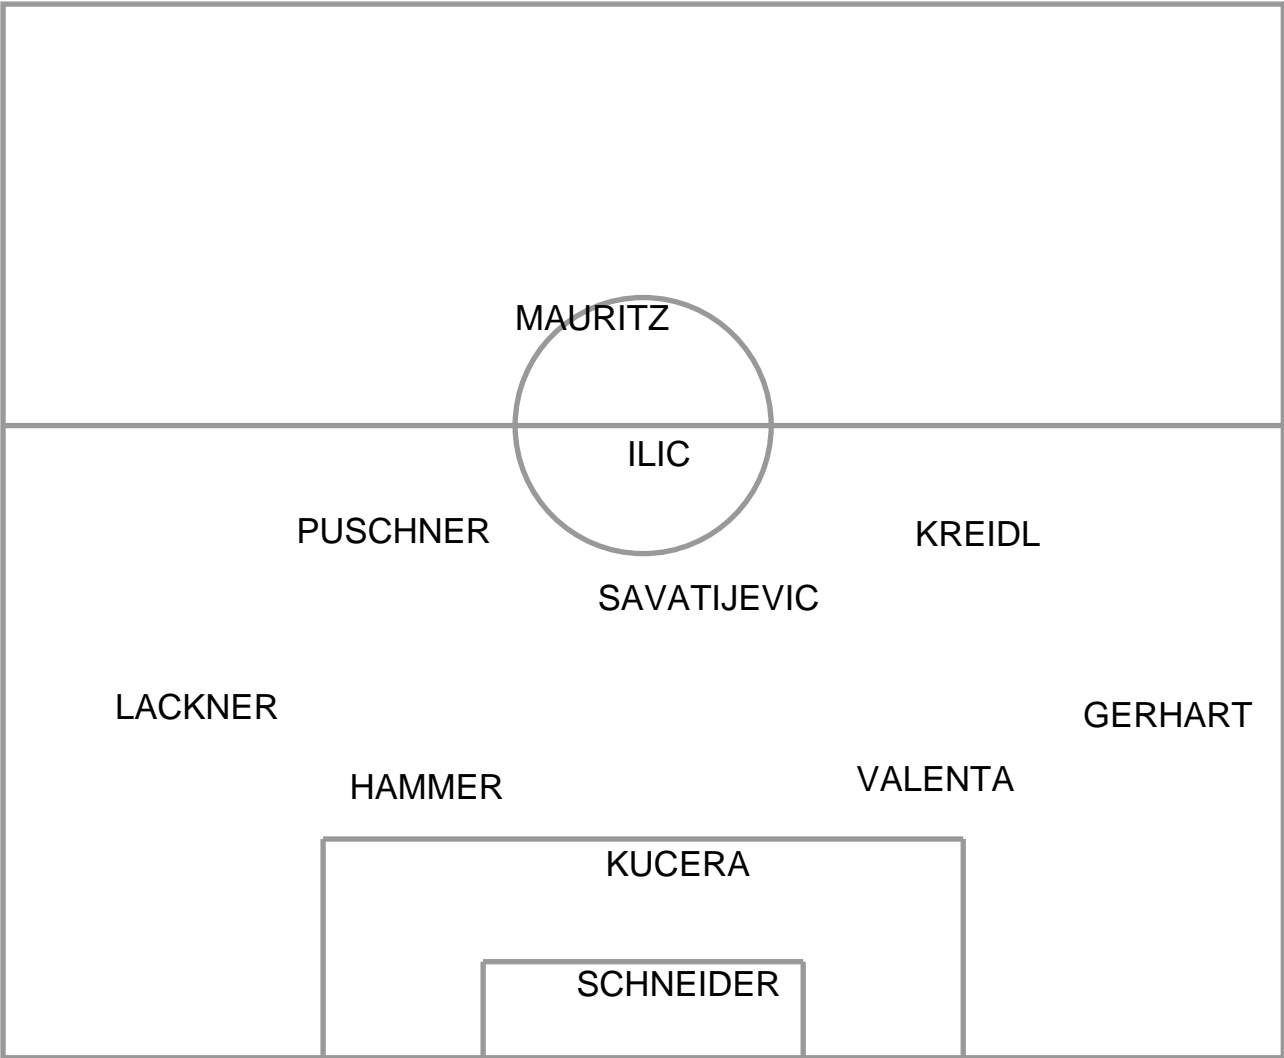 MAURITZ
ILIC
PUSCHNER
KREIDL
SAVATIJEVIC
LACKNER
GERHART
HAMMER
VALENTA
KUCERA
SCHNEIDER